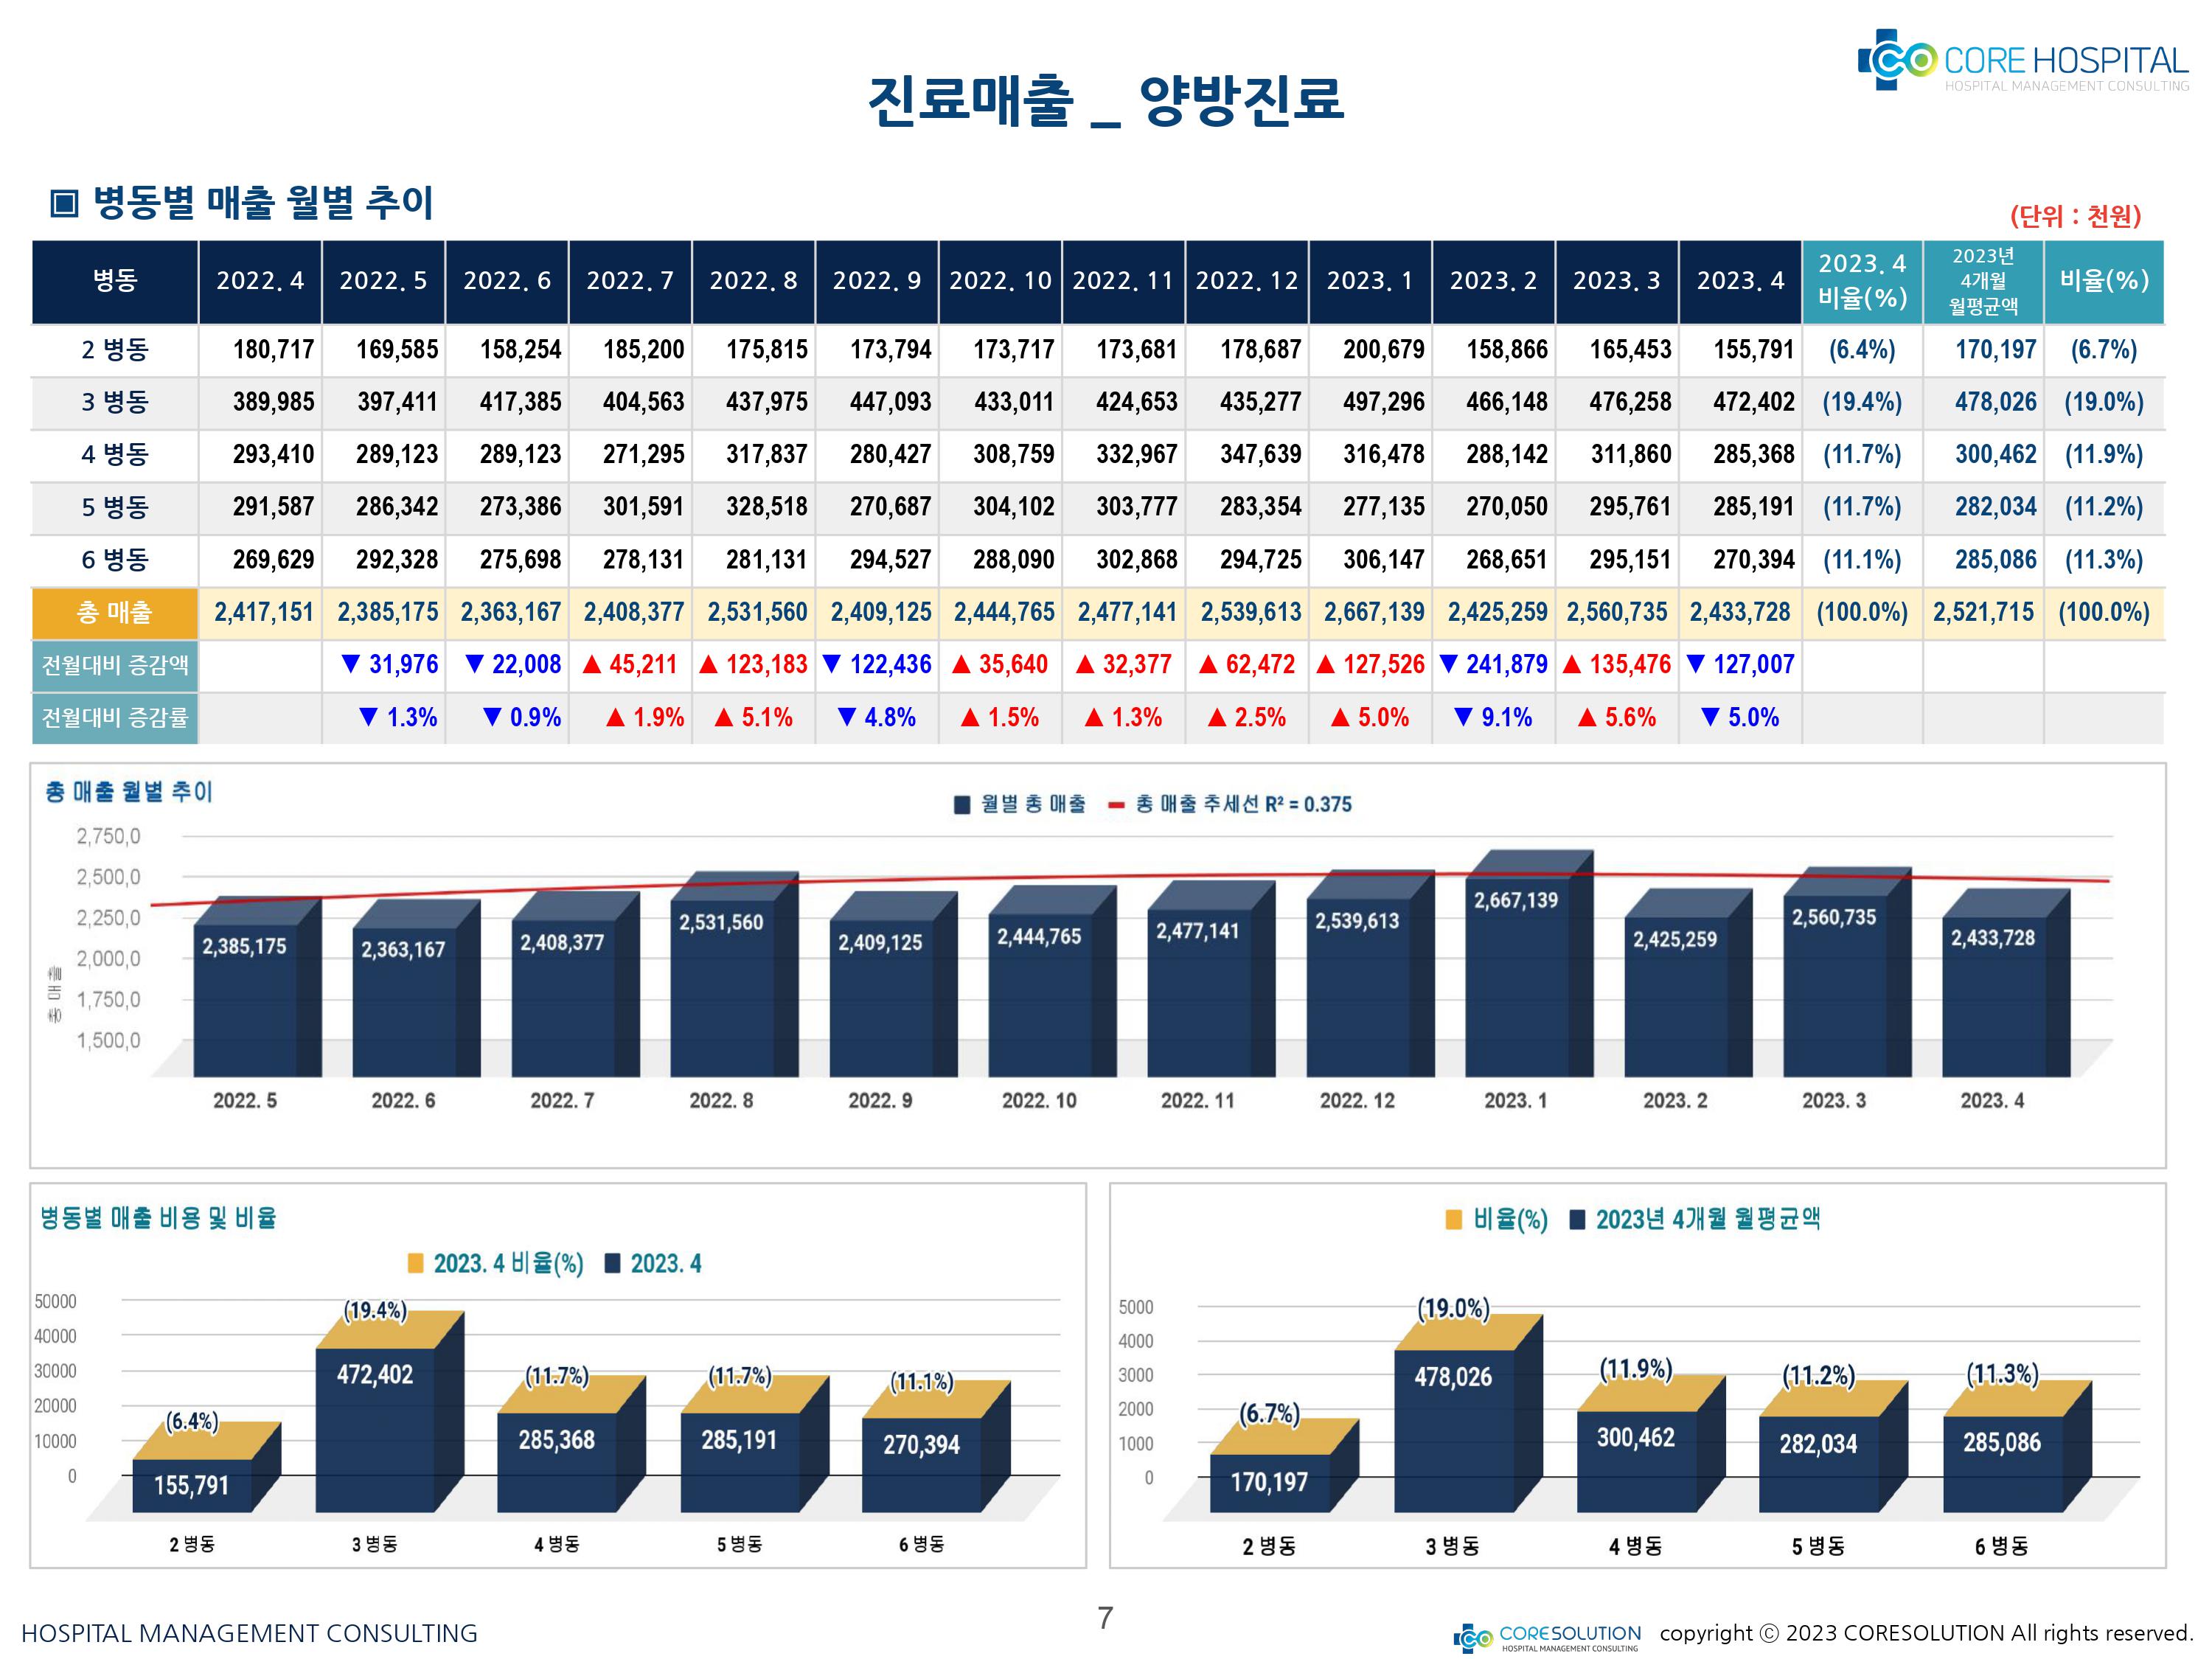 CORE HOSPITAL
HOSPITAL MANAGEMENT CONSULTING
진료매출 _ 양방진료
▣ 병동별 매출 월별 추이
(단위 : 천원)
병동 2022. 4 2022. 5 2022. 6 2022. 7 2022. 8 2022. 9 2022. 10 2022. 11 2022. 12 2023. 1 2023. 2 2023. 3 2023. 4 2023. 4 비율(%) 2023년 4개월 월평균액 비율(%)
2 병동 180,717 169,585 158,254 185,200 175,815 173,794 173,717 173,681 178,687 200,679 158,866 165,453 155,791 (6.4%) 170,197 (6.7%)
3 병동 389,985 397,411 417,385 404,563 437,975 447,093 433,011 424,653 435,277 497,296 466,148 476,258 472,402 (19.4%) 478,026 (19.0%)
4 병동 293,410 289,123 289,123 271,295 317,837 280,427 308,759 332,967 347,639 316,478 288,142 311,860 285,368 (11.7%) 300,462 (11.9%)
5 병동 291,587 286,342 273,386 301,591 328,518 270,687 304,102 303,777 283,354 277,135 270,050 295,761 285,191 (11.7%) 282,034 (11.2%)
6 병동 269,629 292,328 275,698 278,131 281,131 294,527 288,090 302,868 294,725 306,147 268,651 295,151 270,394 (11.1%) 285,086 (11.3%)
총 매출 2,417,151 2,385,175 2,363,167 2,408,377 2,531,560 2,409,125 2,444,765 2,477,141 2,539,613 2,667,139 2,425,259 2,560,735 2,433,728 (100.0%) 2,521,715 (100.0%)
전월대비 증감액 ▼ 31,976 ▼ 22,008 ▲ 45,211 ▲ 123,183 ▼ 122,436 ▲ 35,640 ▲ 32,377 ▲ 62,472 ▲ 127,526 ▼ 241,879 ▲ 135,476 ▼ 127,007
전월대비 증감률 ▼ 1.3% ▼ 0.9% ▲ 1.9% ▲ 5.1% ▼ 4.8% ▲ 1.5% ▲ 1.3% ▲ 2.5% ▲ 5.0% ▼ 9.1% ▲ 5.6% ▼ 5.0%
총 매출 월별 추이
월별 총 매출 총 매출 추세선 R² = 0.375
총 매출
2,750,0
2,500,0
2,250,0
2,000,0
1,750,0
1,500,0
2,385,175 2,363,167 2,408,377 2,531,560 2,409,125 2,444,765 2,477,141 2,539,613 2,667,139 2,425,259 2,560,735 2,433,728
2022. 5 2022. 6 2022. 7 2022. 8 2022. 9 2022. 10 2022. 11 2022. 12 2023. 1 2023. 2 2023. 3 2023. 4
병동별 매출 비용 및 비율
2023. 4 비율(%) 2023. 4
50000
40000
30000
20000
10000
0
(6.4%) (19.4%) (11.7%) (11.7%) (11.1%)
155,791 472,402 285,368 285,191 270,394
2 병동 3 병동 4 병동 5 병동 6 병동
비율(%) 2023년 4개월 월평균액
5000
4000
3000
2000
1000
0
(6.7%) (19.0%) (11.9%) (11.2%) (11.3%)
170,197 478,026 300,462 282,034 285,086
2 병동 3 병동 4 병동 5 병동 6 병동
HOSPITAL MANAGEMENT CONSULTING
7
CORESOLUTION
HOSPITAL MANAGEMENT CONSULTING
copyright ⓒ 2023 CORESOLUTION All rights reserved.